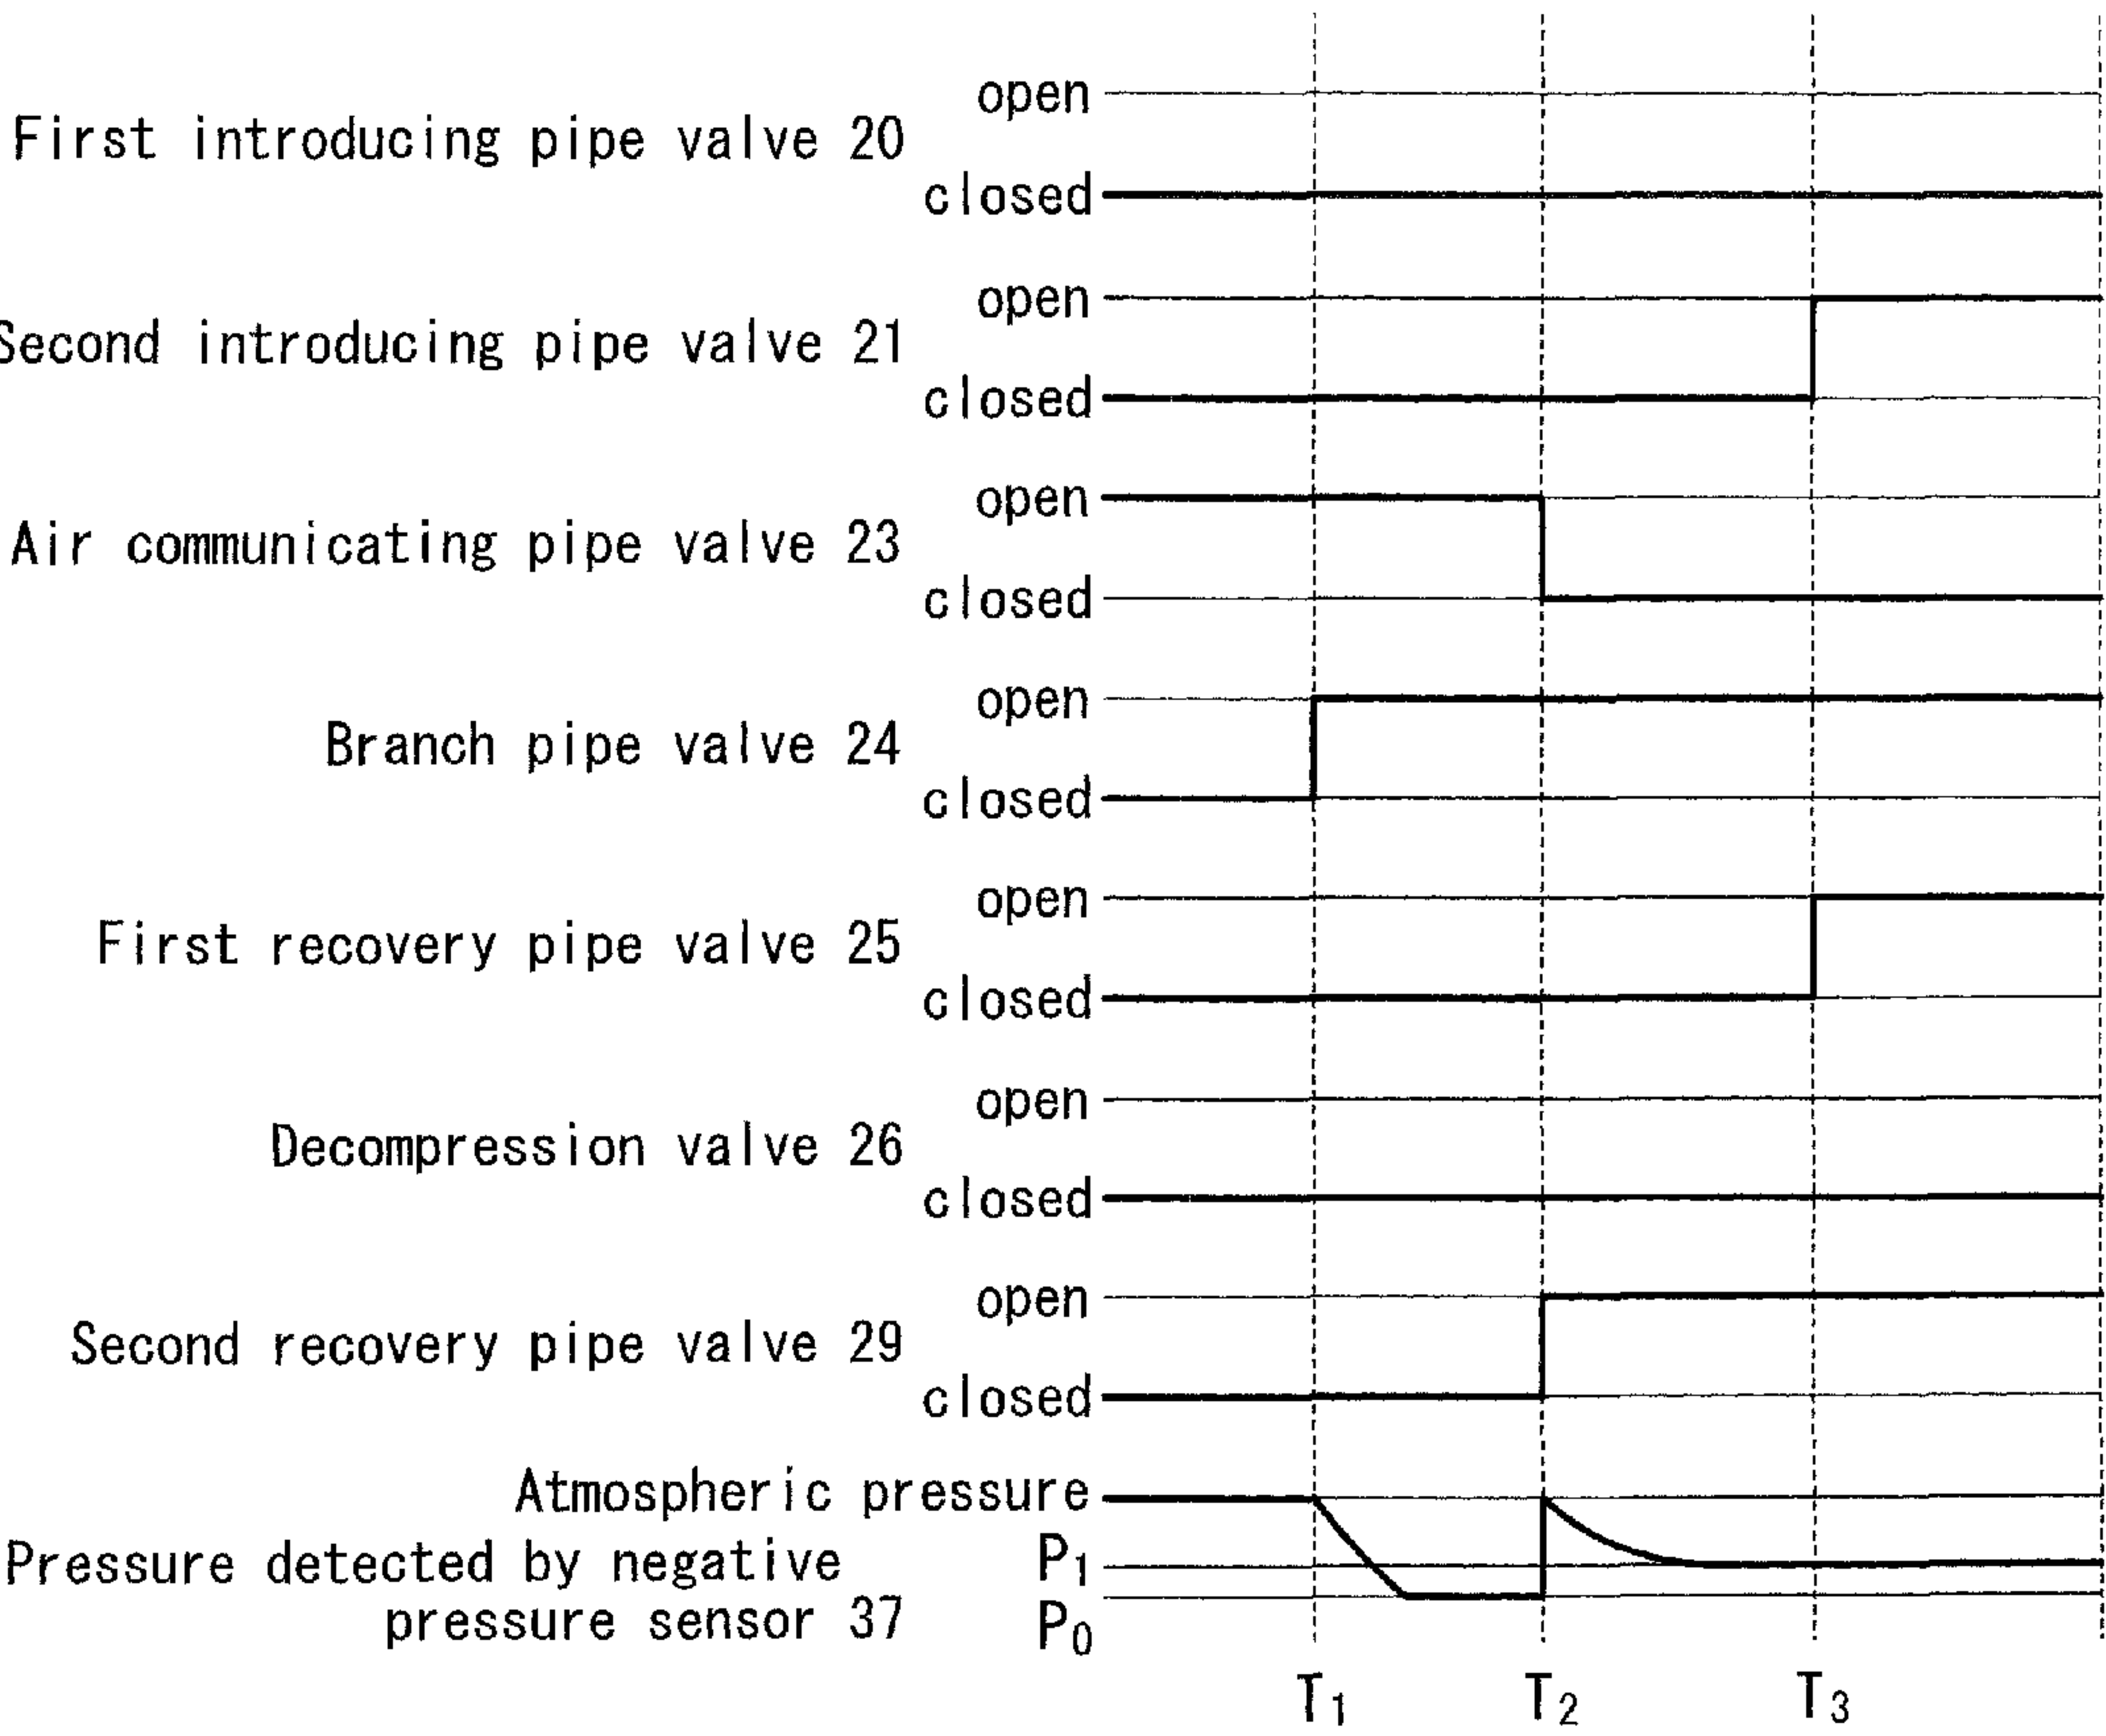 open
First introducing pipe valve 20
closed
open
Second introducing pipe valve 21
closed
open
Air communicating pipe valve 23
closed
open
Branch pipe valve 24
closed
open
First recovery pipe valve 25
closed
open
Decompression valve 26
closed
open
Second recovery pipe valve 29
closed
Atmospheric pressure
P1
Pressure detected by negative
pressure sensor 37
P0
T1 T2 T3